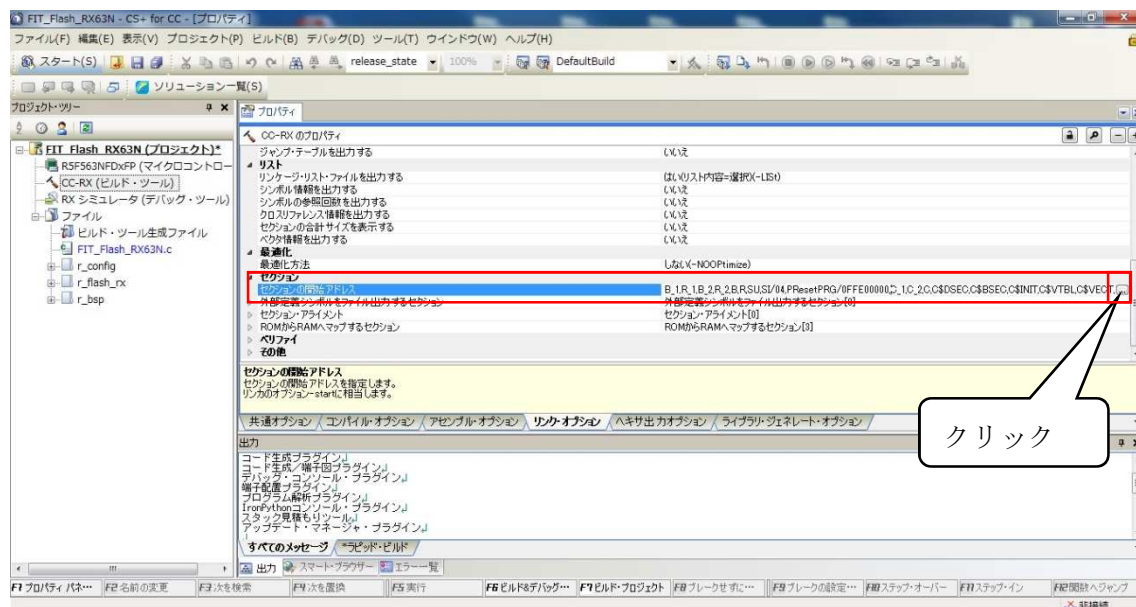 FIT_Flash_RX63N - CS+ for CC - [プロパティ]
ファイル(F) 編集(E) 表示(V) プロジェクト(P) ビルド(B) デバッグ(D) ツール(T) ウインドウ(W) ヘルプ(H)
スタート(S) release_state 100% DefaultBuild
ソリューション一覧(S)
プロジェクト・ツリー
プロパティ
FIT_Flash_RX63N (プロジェクト)*
R5F563NFDxFP (マイクロコントロー
CC-RX (ビルド・ツール)
RX シミュレータ (デバッグ・ツール)
ファイル
ビルド・ツール生成ファイル
FIT_Flash_RX63N.c
r_config
r_flash_rx
r_bsp
CC-RX のプロパティ
ジャンプ・テーブルを出力する いいえ
リスト
リンケージ・リスト・ファイルを出力する はい(リスト内容=選択)(-LISt)
シンボル情報を出力する いいえ
シンボルの参照回数を出力する いいえ
クロスリファレンス情報を出力する いいえ
セクションの合計サイズを表示する いいえ
ベクタ情報を出力する いいえ
最適化
最適化方法 しない(-NOOPtimize)
セクション
セクションの開始アドレス B_1,R_1,B_2,R_2,B,R,SU,SI/04,PResetPRG/0FFE00000,C_1,C_2,C,C$DSEC,C$BSEC,C$INIT,C$VTBL,C$VECT, ...
外部定義シンボルをファイル出力するセクション 外部定義シンボルをファイル出力するセクション[0]
セクション・アライメント セクション・アライメント[0]
ROMからRAMへマップするセクション ROMからRAMへマップするセクション[3]
ベリファイ
その他
セクションの開始アドレス
セクションの開始アドレスを指定します。
リンカのオプション-startに相当します。
クリック
共通オプション コンパイル・オプション アセンブル・オプション リンク・オプション ヘキサ出力オプション ライブラリ・ジェネレート・オプション
出力
コード生成プラグイン
コード生成/端子図プラグイン
デバッグ・コンソール・プラグイン
端子配置プラグイン
プログラム解析プラグイン
IronPythonコンソール・プラグイン
スタック見積もりツール
アップデート・マネージャ・プラグイン
すべてのメッセージ *ラピッド・ビルド
出力 スマート・ブラウザー エラー一覧
F1 プロパティ パネ… F2 名前の変更 F3 次を検索 F4 次を置換 F5 実行 F6 ビルド&デバッグ… F7 ビルド・プロジェクト F8 ブレークせずに… F9 ブレークの設定… F10 ステップ・オーバー F11 ステップ・イン F12 関数へジャンプ
非接続